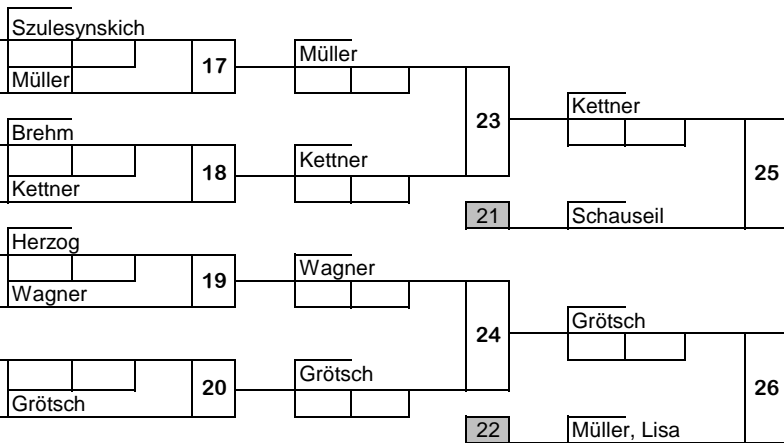 Szulesynskich
17
Müller
Müller
23
Kettner
Brehm
18
Kettner
Kettner
25
21
Schauseil
Herzog
19
Wagner
Wagner
24
Grötsch
20
Grötsch
Grötsch
26
22
Müller, Lisa